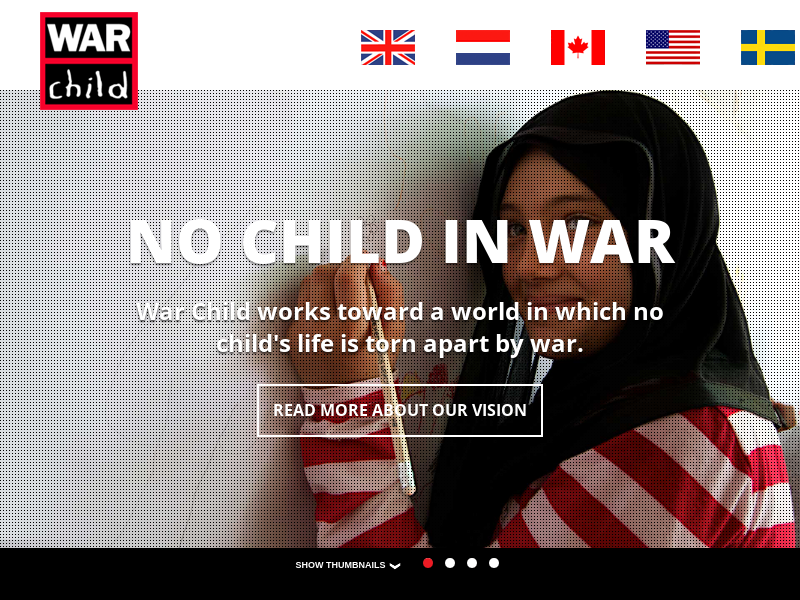 WAR
child
NO CHILD IN WAR
War Child works toward a world in which no
child's life is torn apart by war.
READ MORE ABOUT OUR VISION
SHOW THUMBNAILS